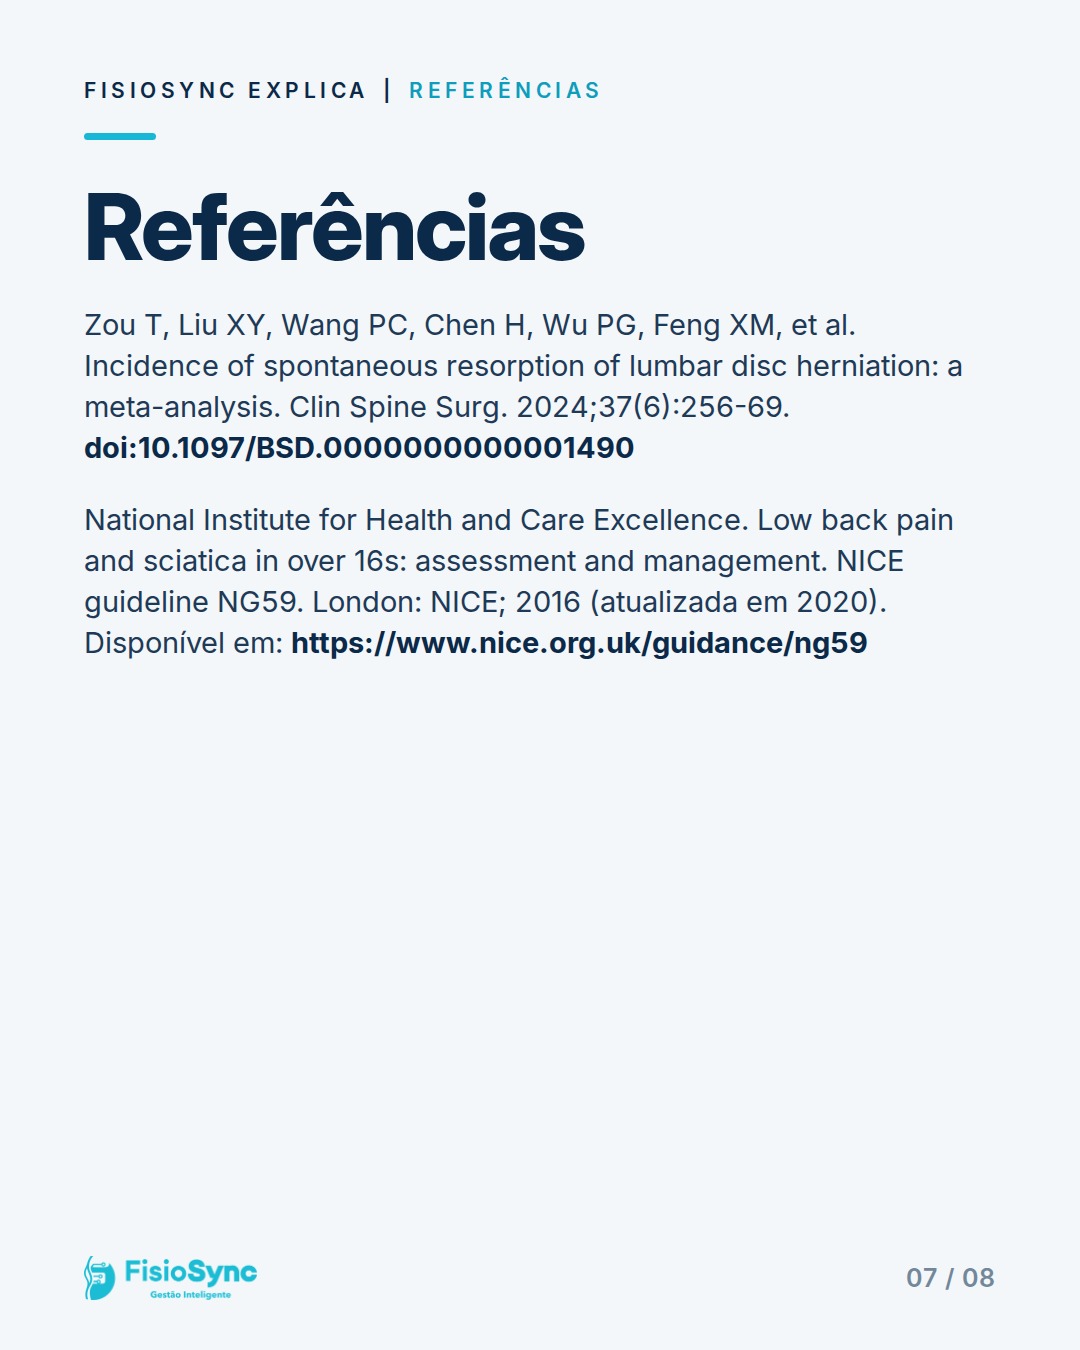 FISIOSYNC EXPLICA | REFERÊNCIAS
Referências
Zou T, Liu XY, Wang PC, Chen H, Wu PG, Feng XM, et al.
Incidence of spontaneous resorption of lumbar disc herniation: a
meta-analysis. Clin Spine Surg. 2024;37(6):256-69.
doi:10.1097/BSD.0000000000001490
National Institute for Health and Care Excellence. Low back pain
and sciatica in over 16s: assessment and management. NICE
guideline NG59. London: NICE; 2016 (atualizada em 2020).
Disponível em: https://www.nice.org.uk/guidance/ng59
FisioSync
Gestão Inteligente
07 / 08